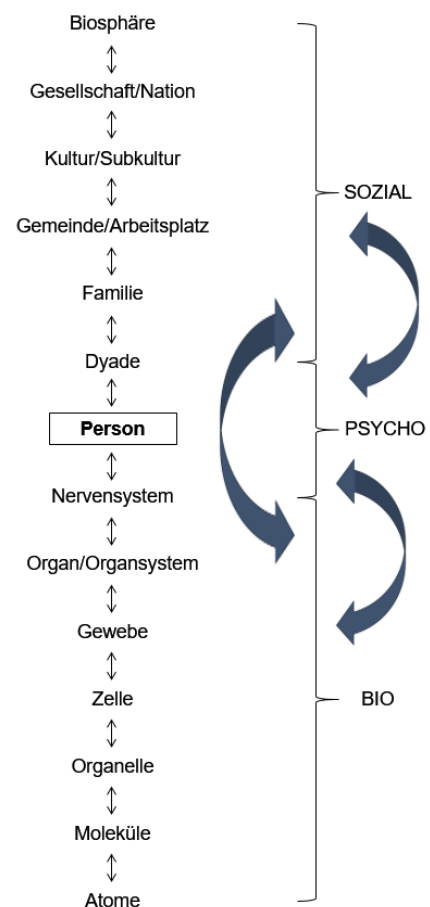 Biosphäre
Gesellschaft/Nation
Kultur/Subkultur
SOZIAL
Gemeinde/Arbeitsplatz
Familie
Dyade
Person
PSYCHO
Nervensystem
Organ/Organsystem
Gewebe
Zelle
BIO
Organelle
Moleküle
Atome